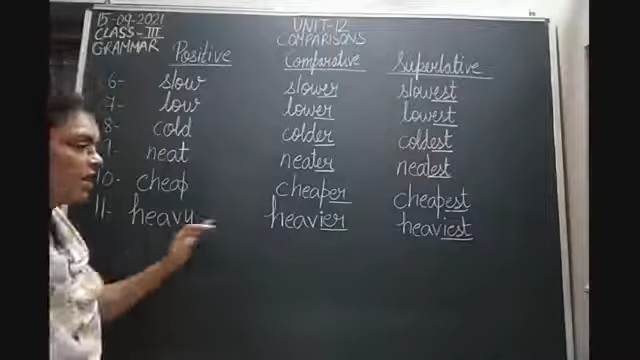 15-09-2021
CLASS-III
GRAMMAR
UNIT-12
COMPARISONS
Positive Comparative Superlative
6- slow slower slowest
7- low lower lowest
8- cold colder coldest
9- neat neater neatest
10- cheap cheaper cheapest
11- heavy heavier heaviest